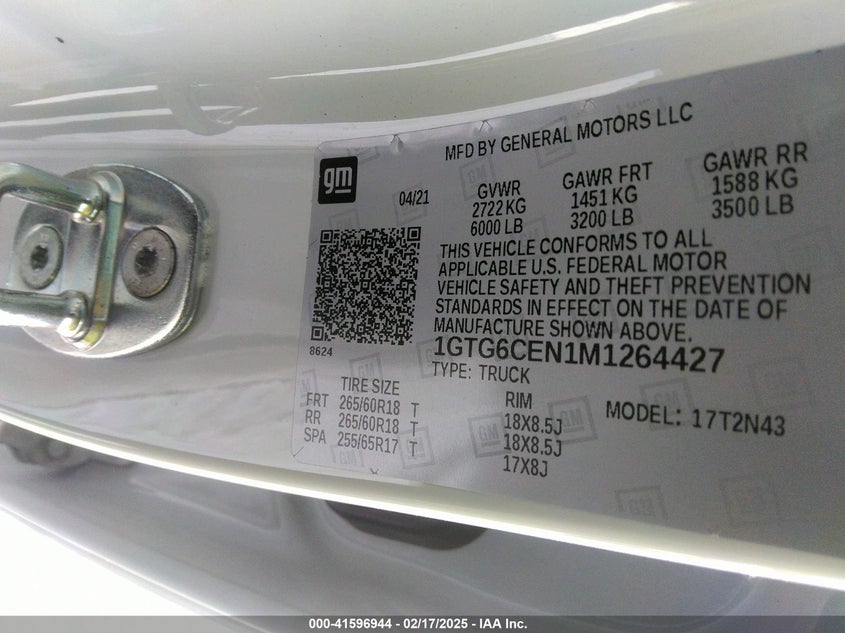 MFD BY GENERAL MOTORS LLC
gm
04/21
GVWR
2722 KG
6000 LB
GAWR FRT
1451 KG
3200 LB
GAWR RR
1588 KG
3500 LB
THIS VEHICLE CONFORMS TO ALL
APPLICABLE U.S. FEDERAL MOTOR
VEHICLE SAFETY AND THEFT PREVENTION
STANDARDS IN EFFECT ON THE DATE OF
MANUFACTURE SHOWN ABOVE.
8624
1GTG6CEN1M1264427
TYPE: TRUCK
TIRE SIZE
FRT 265/60R18 T
RR 265/60R18 T
SPA 255/65R17 T
RIM
18X8.5J
18X8.5J
17X8J
MODEL: 17T2N43
000-41596944 / 02/17/2025 - IAA Inc.